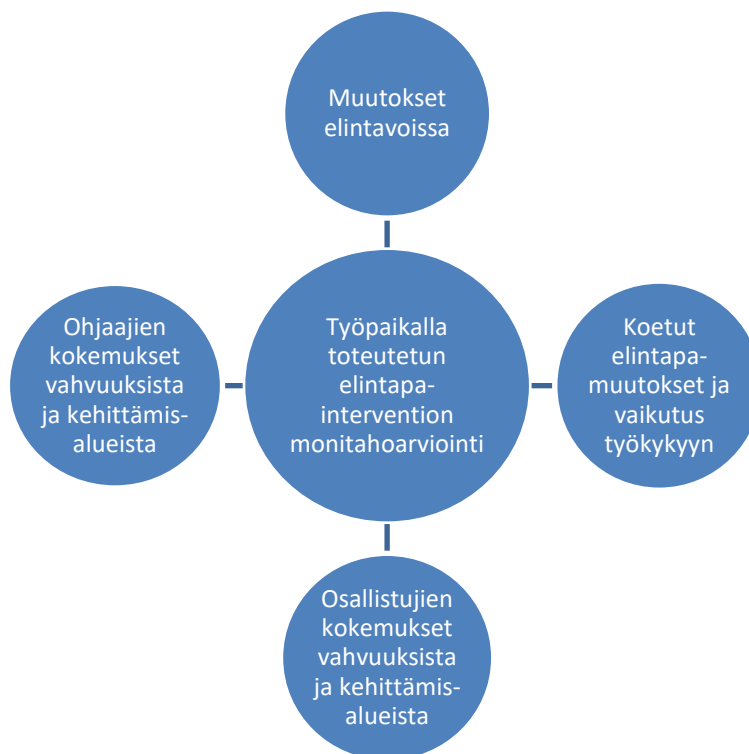 Muutokset
elintavoissa
Ohjaajien
kokemukset
vahvuuksista
ja kehittämis-
alueista
Työpaikalla
toteutetun
elintapa-
intervention
monitahoarviointi
Koetut
elintapa-
muutokset ja
vaikutus
työkykyyn
Osallistujien
kokemukset
vahvuuksista
ja kehittämis-
alueista